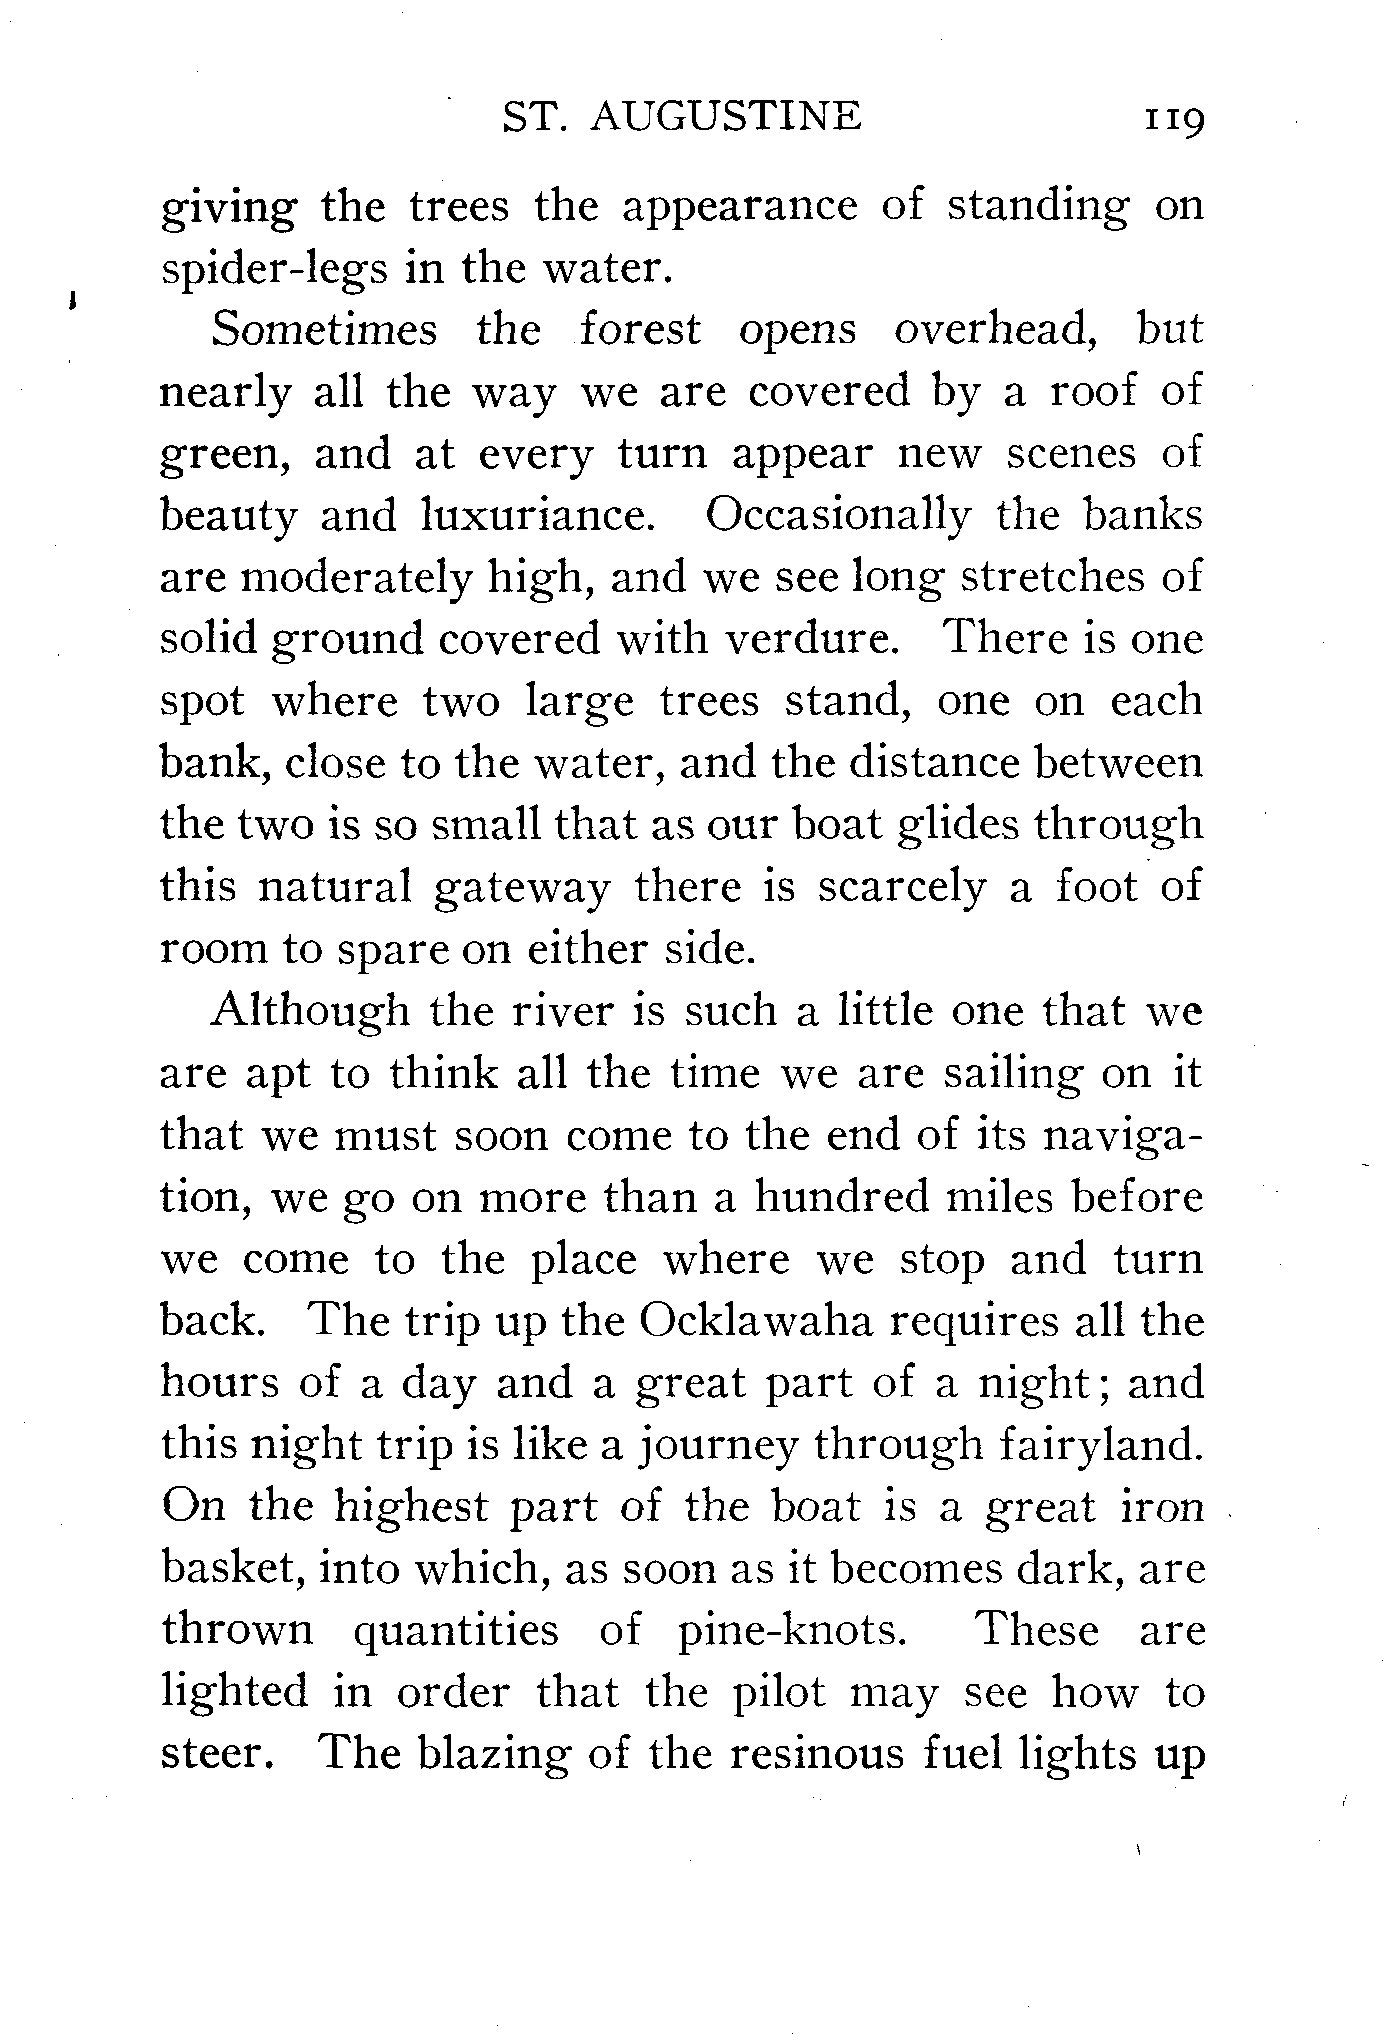 ST. AUGUSTINE 119
giving the trees the appearance of standing on
spider-legs in the water.
Sometimes the forest opens overhead, but
nearly all the way we are covered by a roof of
green, and at every turn appear new scenes of
beauty and luxuriance. Occasionally the banks
are moderately high, and we see long stretches of
solid ground covered with verdure. There is one
spot where two large trees stand, one on each
bank, close to the water, and the distance between
the two is so small that as our boat glides through
this natural gateway there is scarcely a foot of
room to spare on either side.
Although the river is such a little one that we
are apt to think all the time we are sailing on it
that we must soon come to the end of its naviga-
tion, we go on more than a hundred miles before
we come to the place where we stop and turn
back. The trip up the Ocklawaha requires all the
hours of a day and a great part of a night; and
this night trip is like a journey through fairyland.
On the highest part of the boat is a great iron
basket, into which, as soon as it becomes dark, are
thrown quantities of pine-knots. These are
lighted in order that the pilot may see how to
steer. The blazing of the resinous fuel lights up